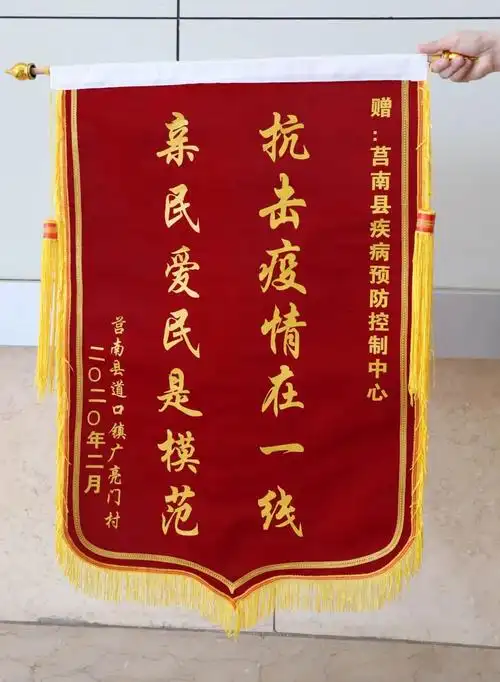 赠:莒南县疾病预防控制中心
抗击疫情在一线
亲民爱民是模范
莒南县道口镇广亮门村
二〇二〇年二月